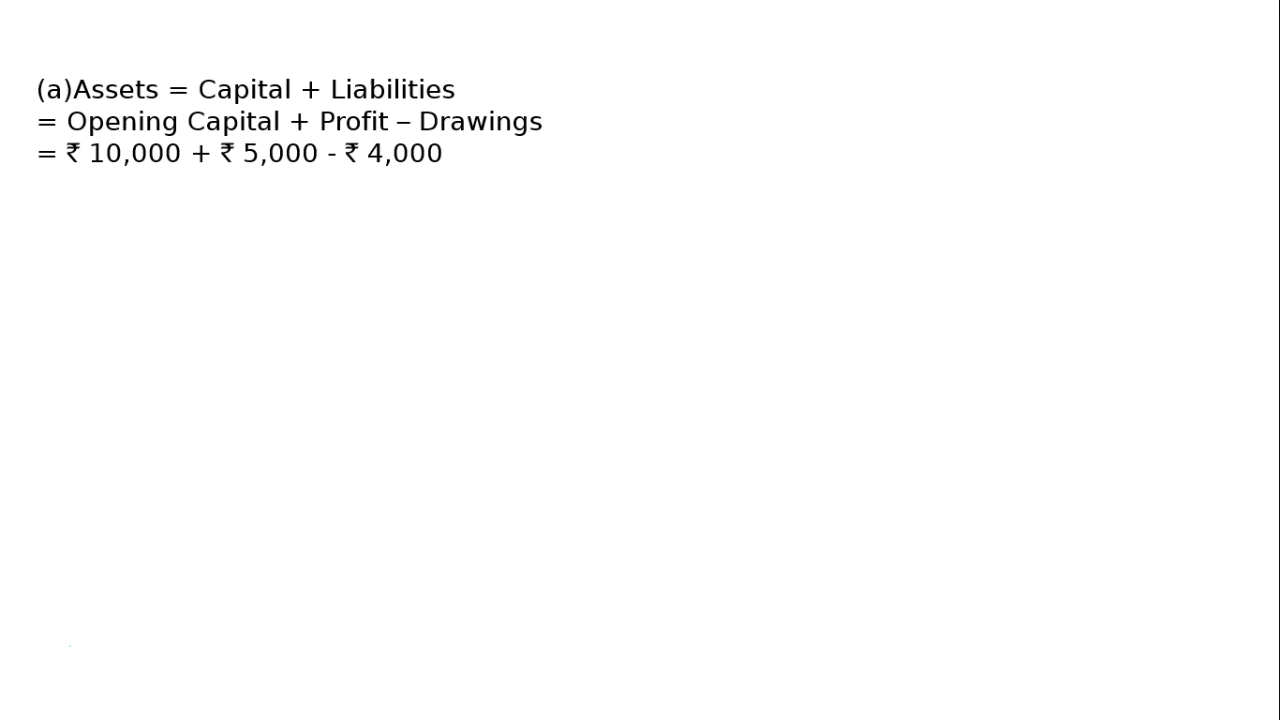 (a)Assets = Capital + Liabilities
= Opening Capital + Profit – Drawings
= ₹ 10,000 + ₹ 5,000 - ₹ 4,000